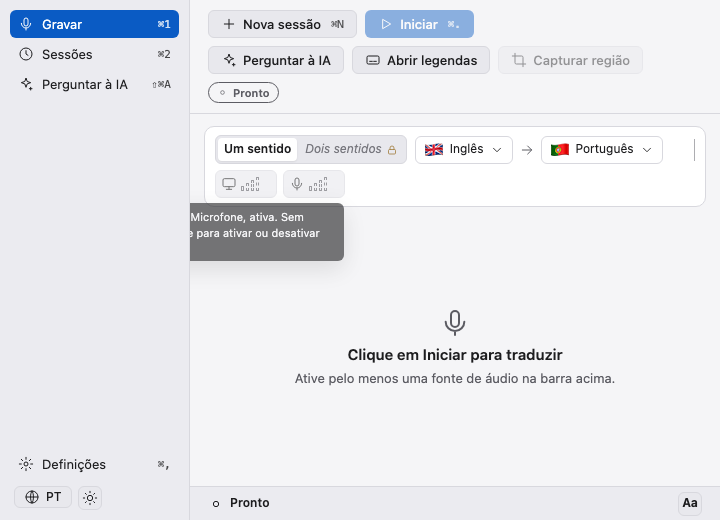 Gravar ⌘1
Sessões ⌘2
Perguntar à IA ⇧⌘A
Definições ⌘,
PT
Nova sessão ⌘N
Iniciar ⌘.
Perguntar à IA
Abrir legendas
Capturar região
Pronto
Um sentido
Dois sentidos
Inglês
Português
Microfone, ativa. Sem
para ativar ou desativar
Clique em Iniciar para traduzir
Ative pelo menos uma fonte de áudio na barra acima.
Pronto
Aa